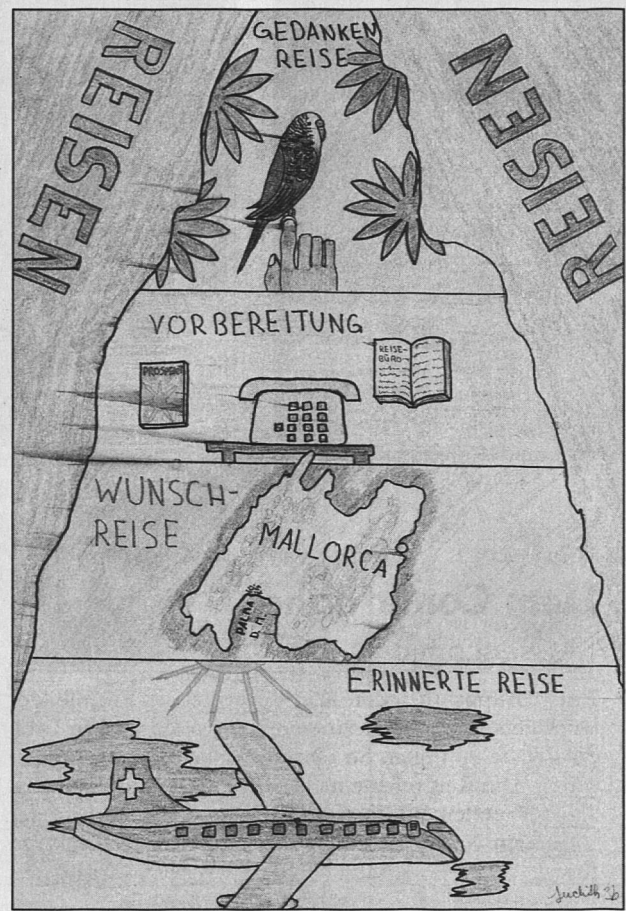 REISEN
GEDANKEN
REISE
REISEN
VORBEREITUNG
PROSPEKT
REISE-
BÜRO
WUNSCH-
REISE
MALLORCA
PALMA
D. M.
ERINNERTE REISE
Judith